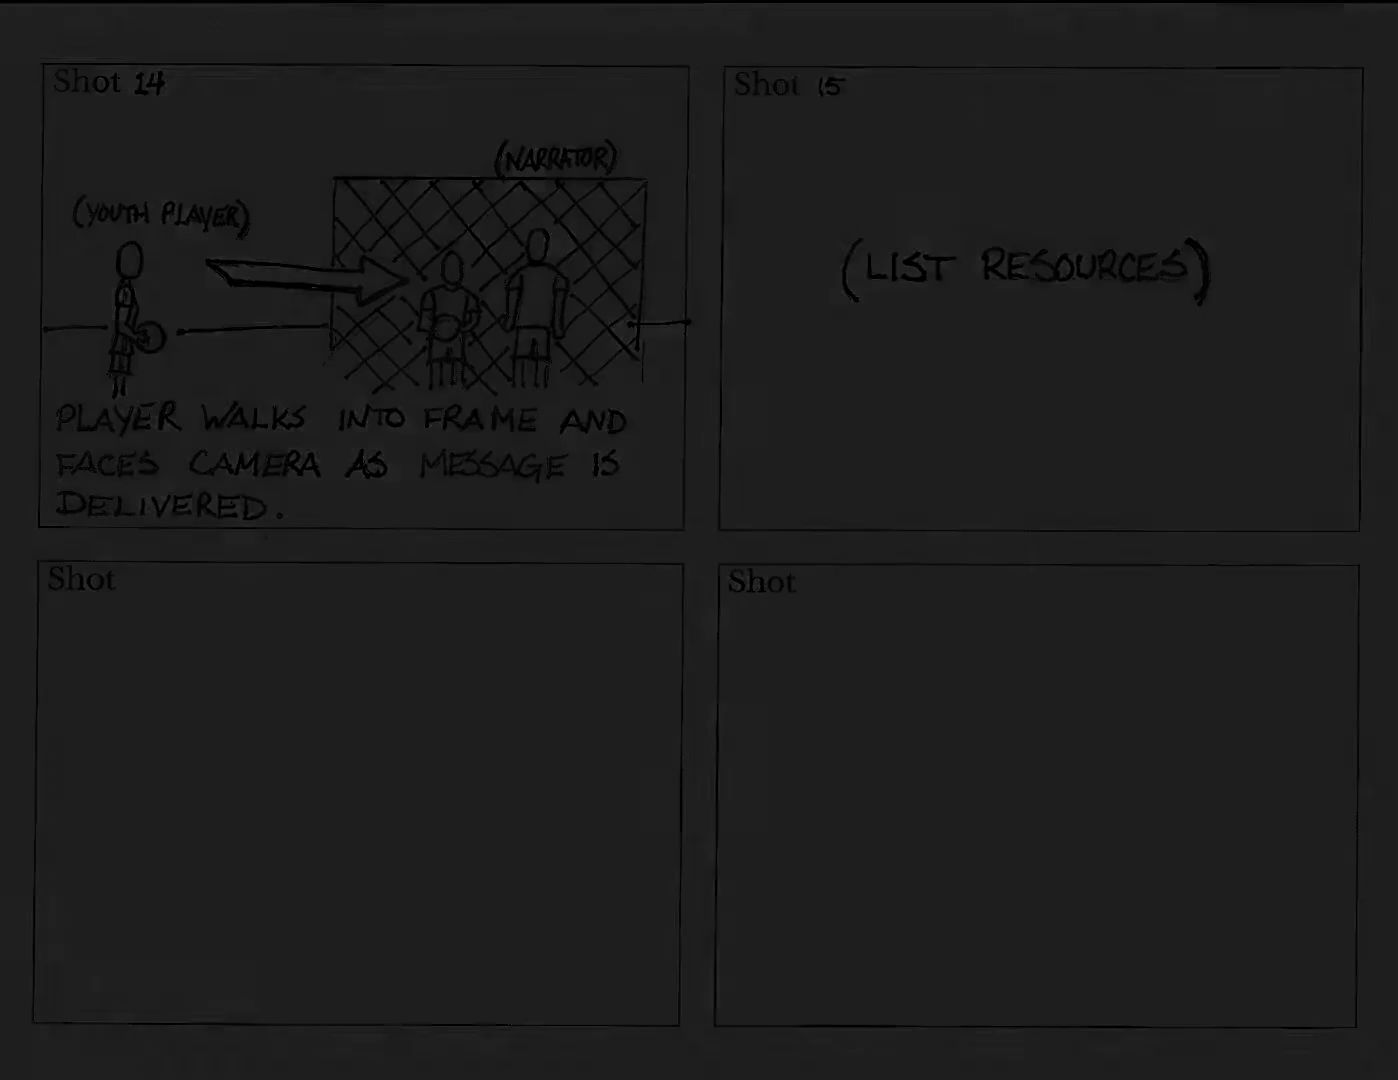 Shot 14
(NARRATOR)
(YOUTH PLAYER)
PLAYER WALKS INTO FRAME AND
FACES CAMERA AS MESSAGE IS
DELIVERED.
Shot 15
(LIST RESOURCES)
Shot
Shot